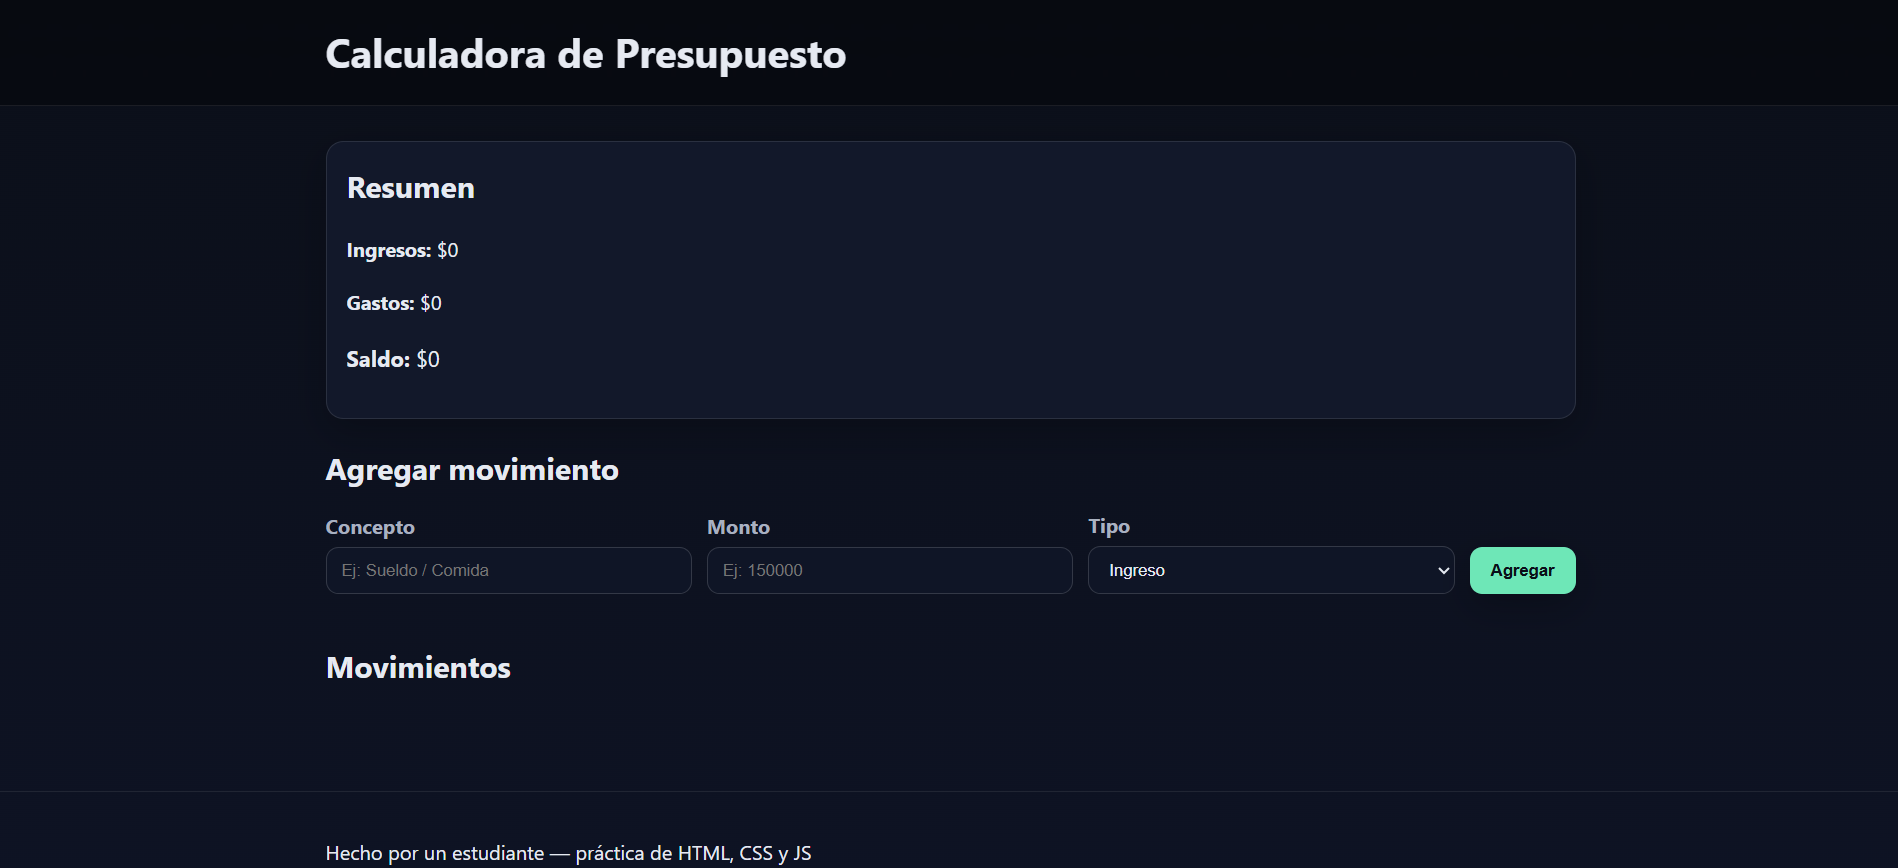 Calculadora de Presupuesto
Resumen
Ingresos: $0
Gastos: $0
Saldo: $0
Agregar movimiento
Concepto Monto Tipo
Ej: Sueldo / Comida Ej: 150000 Ingreso Agregar
Movimientos
Hecho por un estudiante — práctica de HTML, CSS y JS